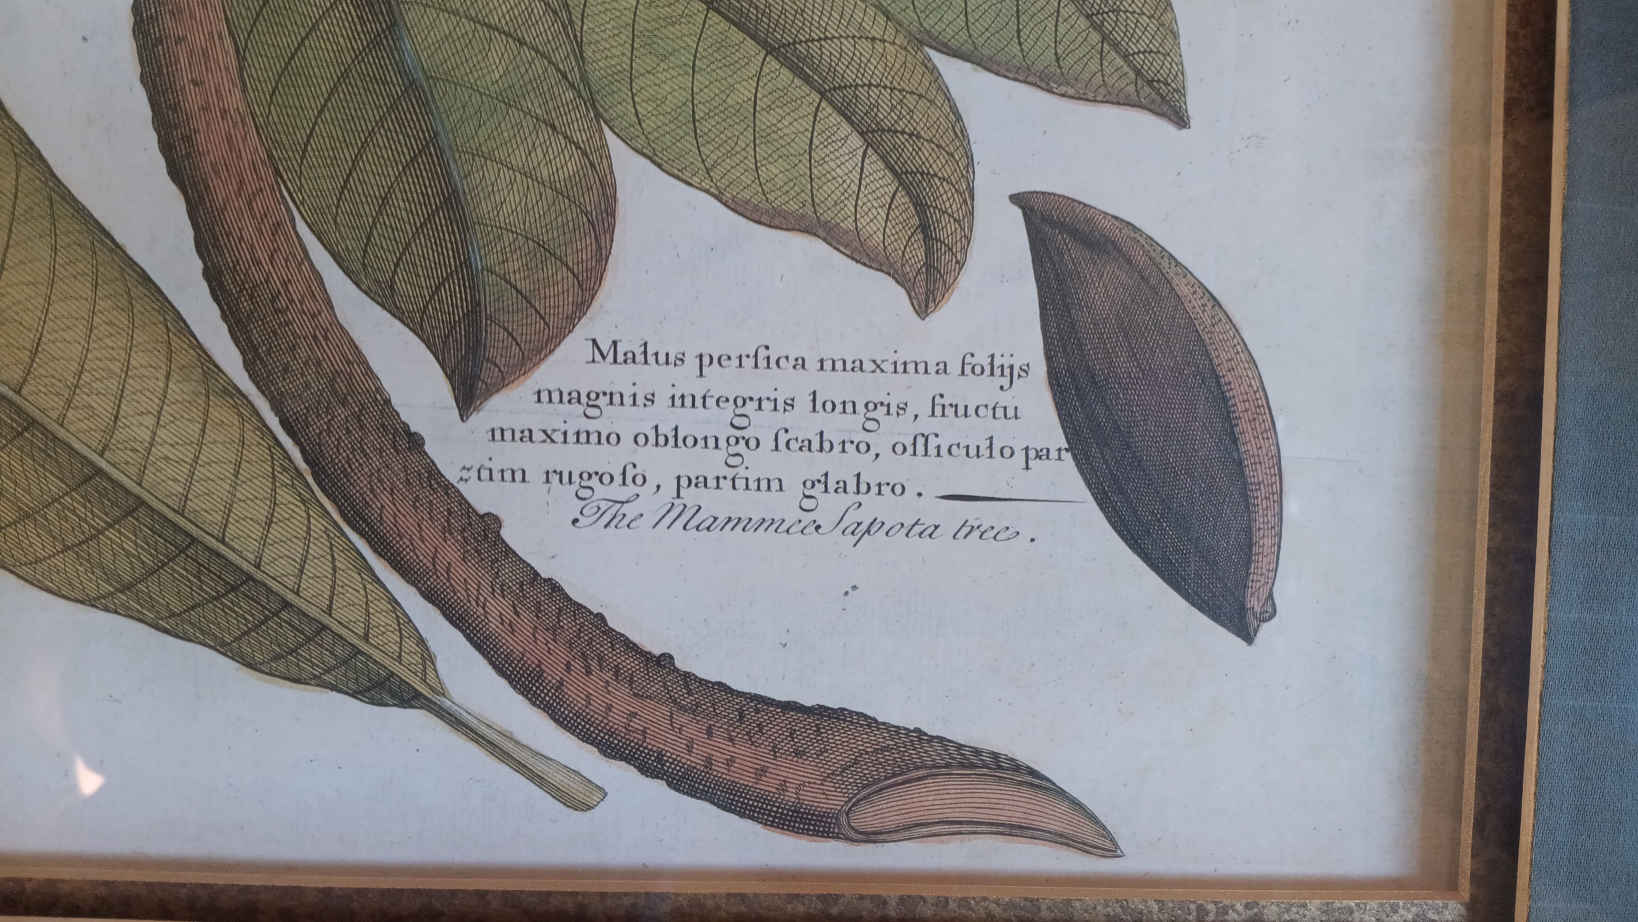 Malus perſica maxima folijs
magnis integris longis, fructu
maximo oblongo ſcabro, oſſiculo par
=tim rugoſo, partim glabro.
The Mammee Sapota tree.